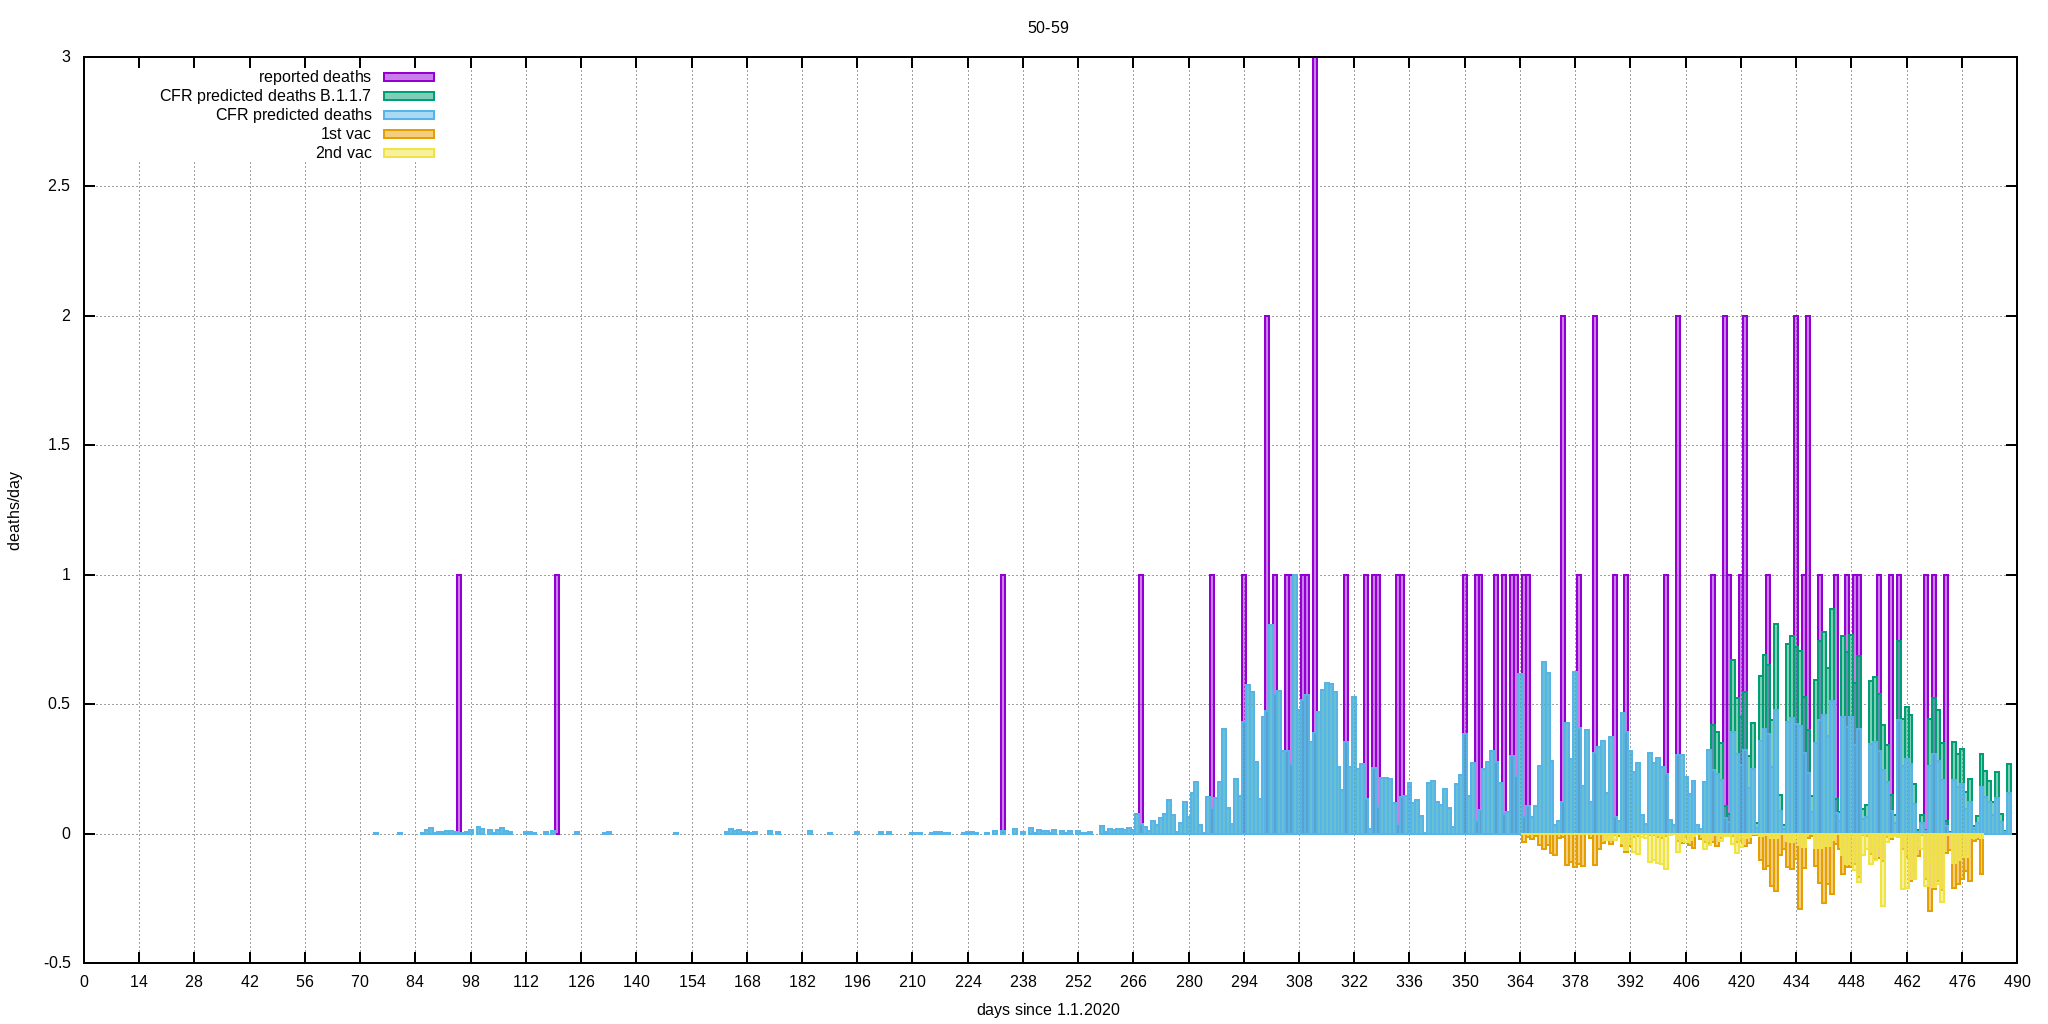 50-59
reported deaths
CFR predicted deaths B.1.1.7
CFR predicted deaths
1st vac
2nd vac
3
2.5
2
1.5
1
0.5
0
-0.5
deaths/day
0 14 28 42 56 70 84 98 112 126 140 154 168 182 196 210 224 238 252 266 280 294 308 322 336 350 364 378 392 406 420 434 448 462 476 490
days since 1.1.2020